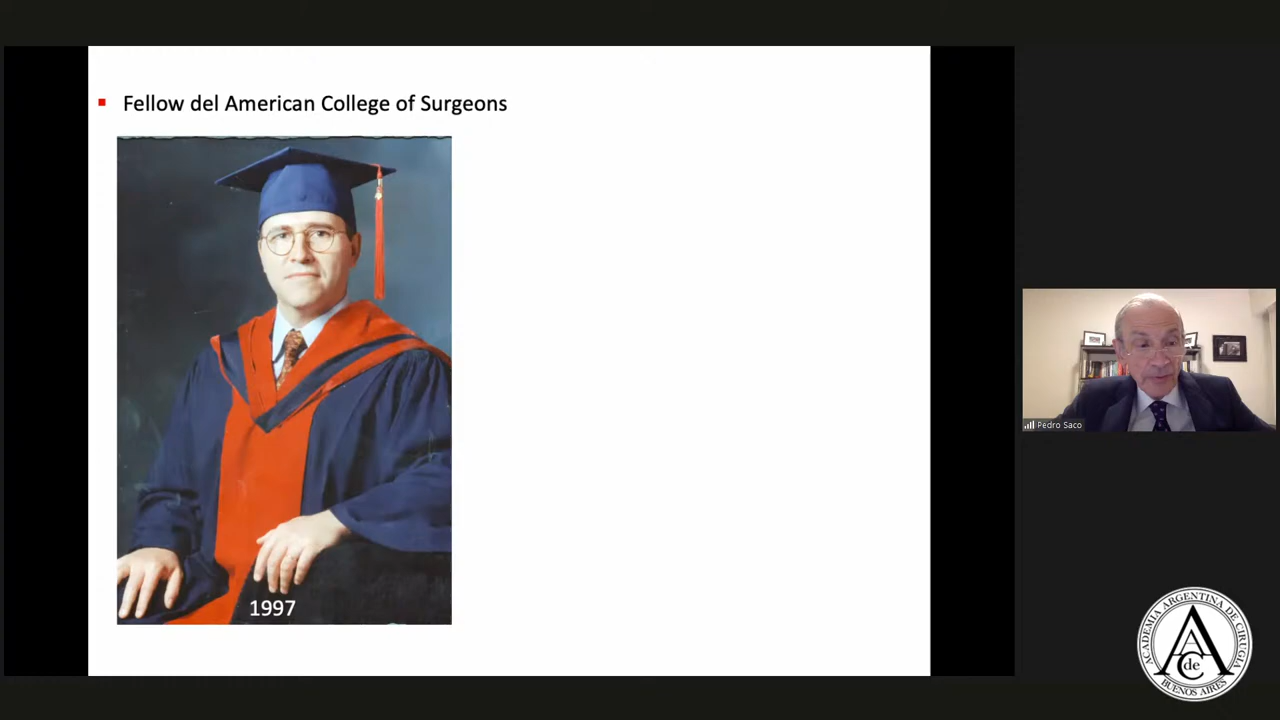 Fellow del American College of Surgeons
1997
Pedro Saco
ACADEMIA ARGENTINA DE CIRUGIA
A
de
C
BUENOS AIRES